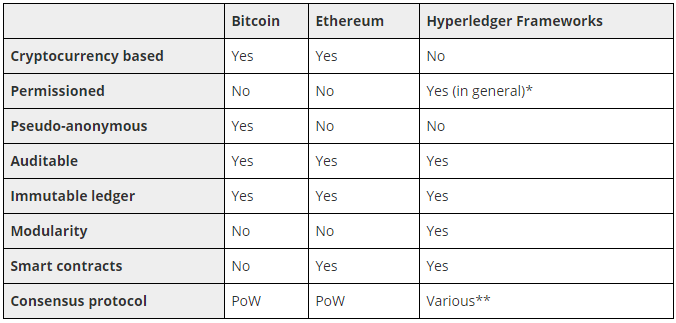 Bitcoin Ethereum Hyperledger Frameworks
Cryptocurrency based Yes Yes No
Permissioned No No Yes (in general)*
Pseudo-anonymous Yes No No
Auditable Yes Yes Yes
Immutable ledger Yes Yes Yes
Modularity No No Yes
Smart contracts No Yes Yes
Consensus protocol PoW PoW Various**